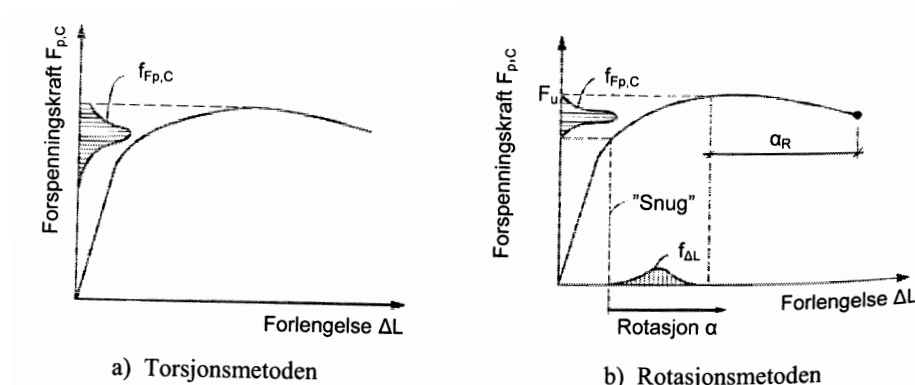 Forspenningskraft F_p,C
f_Fp,C
Forlengelse ΔL
a) Torsjonsmetoden
Forspenningskraft F_p,C
F_u
f_Fp,C
α_R
"Snug"
f_ΔL
Forlengelse ΔL
Rotasjon α
b) Rotasjonsmetoden